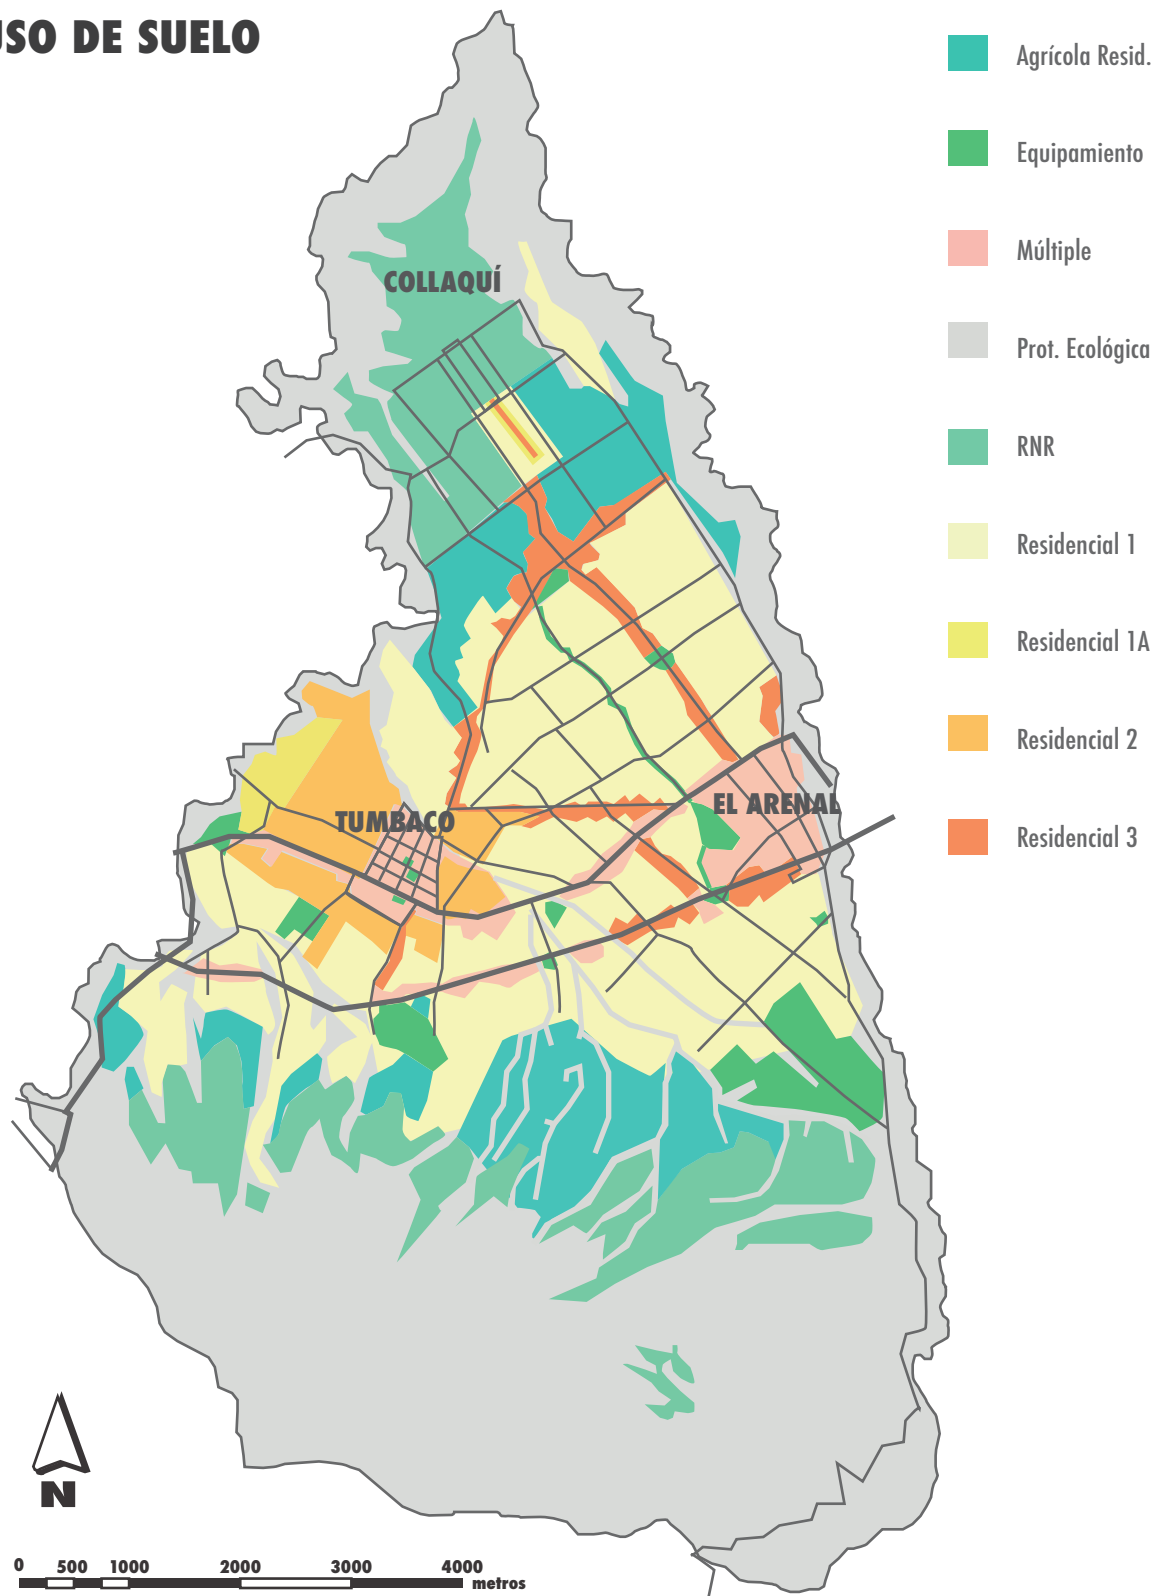 USO DE SUELO
Agrícola Resid.
Equipamiento
Múltiple
Prot. Ecológica
RNR
Residencial 1
Residencial 1A
Residencial 2
Residencial 3
COLLAQUÍ
TUMBACO
EL ARENAL
N
0 500 1000 2000 3000 4000
metros